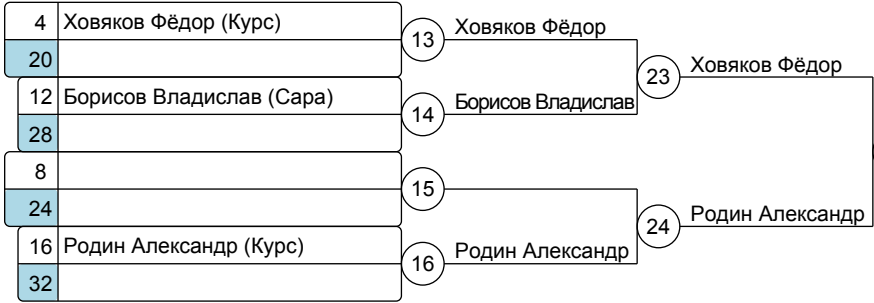 4 Ховяков Фёдор (Курс)
20
13 Ховяков Фёдор
12 Борисов Владислав (Сара)
28
14 Борисов Владислав
23 Ховяков Фёдор
8
24
15
16 Родин Александр (Курс)
32
16 Родин Александр
24 Родин Александр